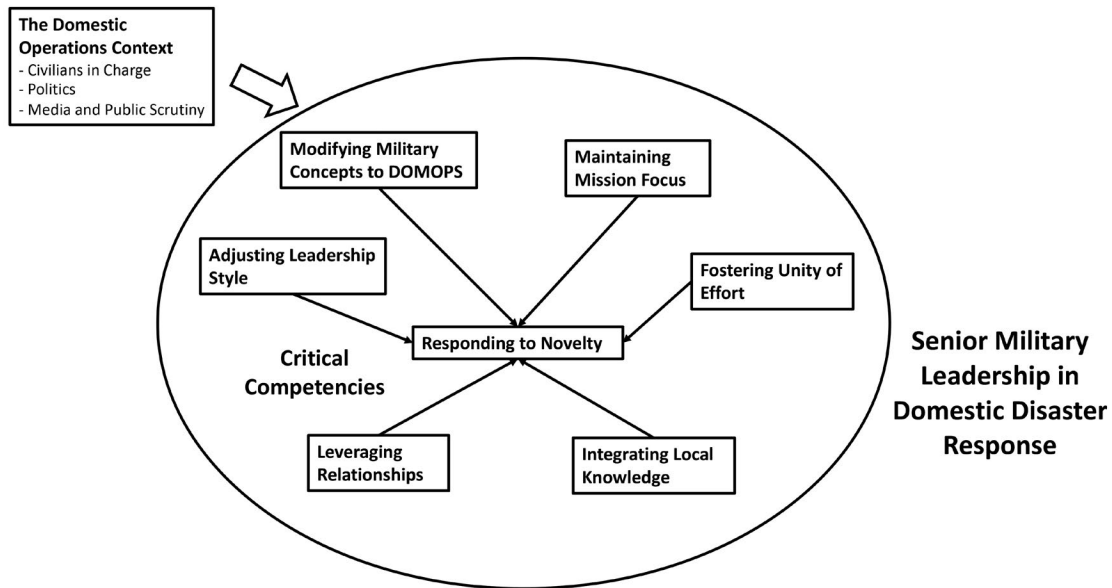 The Domestic
Operations Context
- Civilians in Charge
- Politics
- Media and Public Scrutiny
Modifying Military
Concepts to DOMOPS
Maintaining
Mission Focus
Adjusting Leadership
Style
Fostering Unity of
Effort
Responding to Novelty
Critical
Competencies
Leveraging
Relationships
Integrating Local
Knowledge
Senior Military
Leadership in
Domestic Disaster
Response